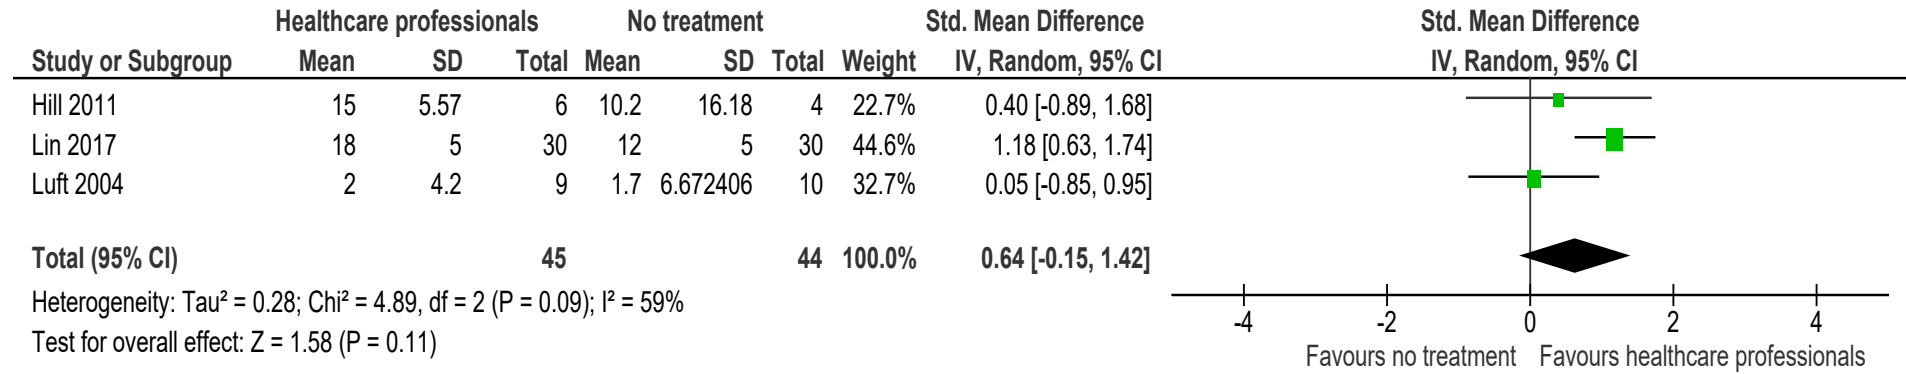 Healthcare professionals No treatment Std. Mean Difference Std. Mean Difference
Study or Subgroup Mean SD Total Mean SD Total Weight IV, Random, 95% CI IV, Random, 95% CI
Hill 2011 15 5.57 6 10.2 16.18 4 22.7% 0.40 [-0.89, 1.68]
Lin 2017 18 5 30 12 5 30 44.6% 1.18 [0.63, 1.74]
Luft 2004 2 4.2 9 1.7 6.672406 10 32.7% 0.05 [-0.85, 0.95]
Total (95% CI) 45 44 100.0% 0.64 [-0.15, 1.42]
Heterogeneity: Tau² = 0.28; Chi² = 4.89, df = 2 (P = 0.09); I² = 59%
Test for overall effect: Z = 1.58 (P = 0.11)
-4 -2 0 2 4
Favours no treatment Favours healthcare professionals